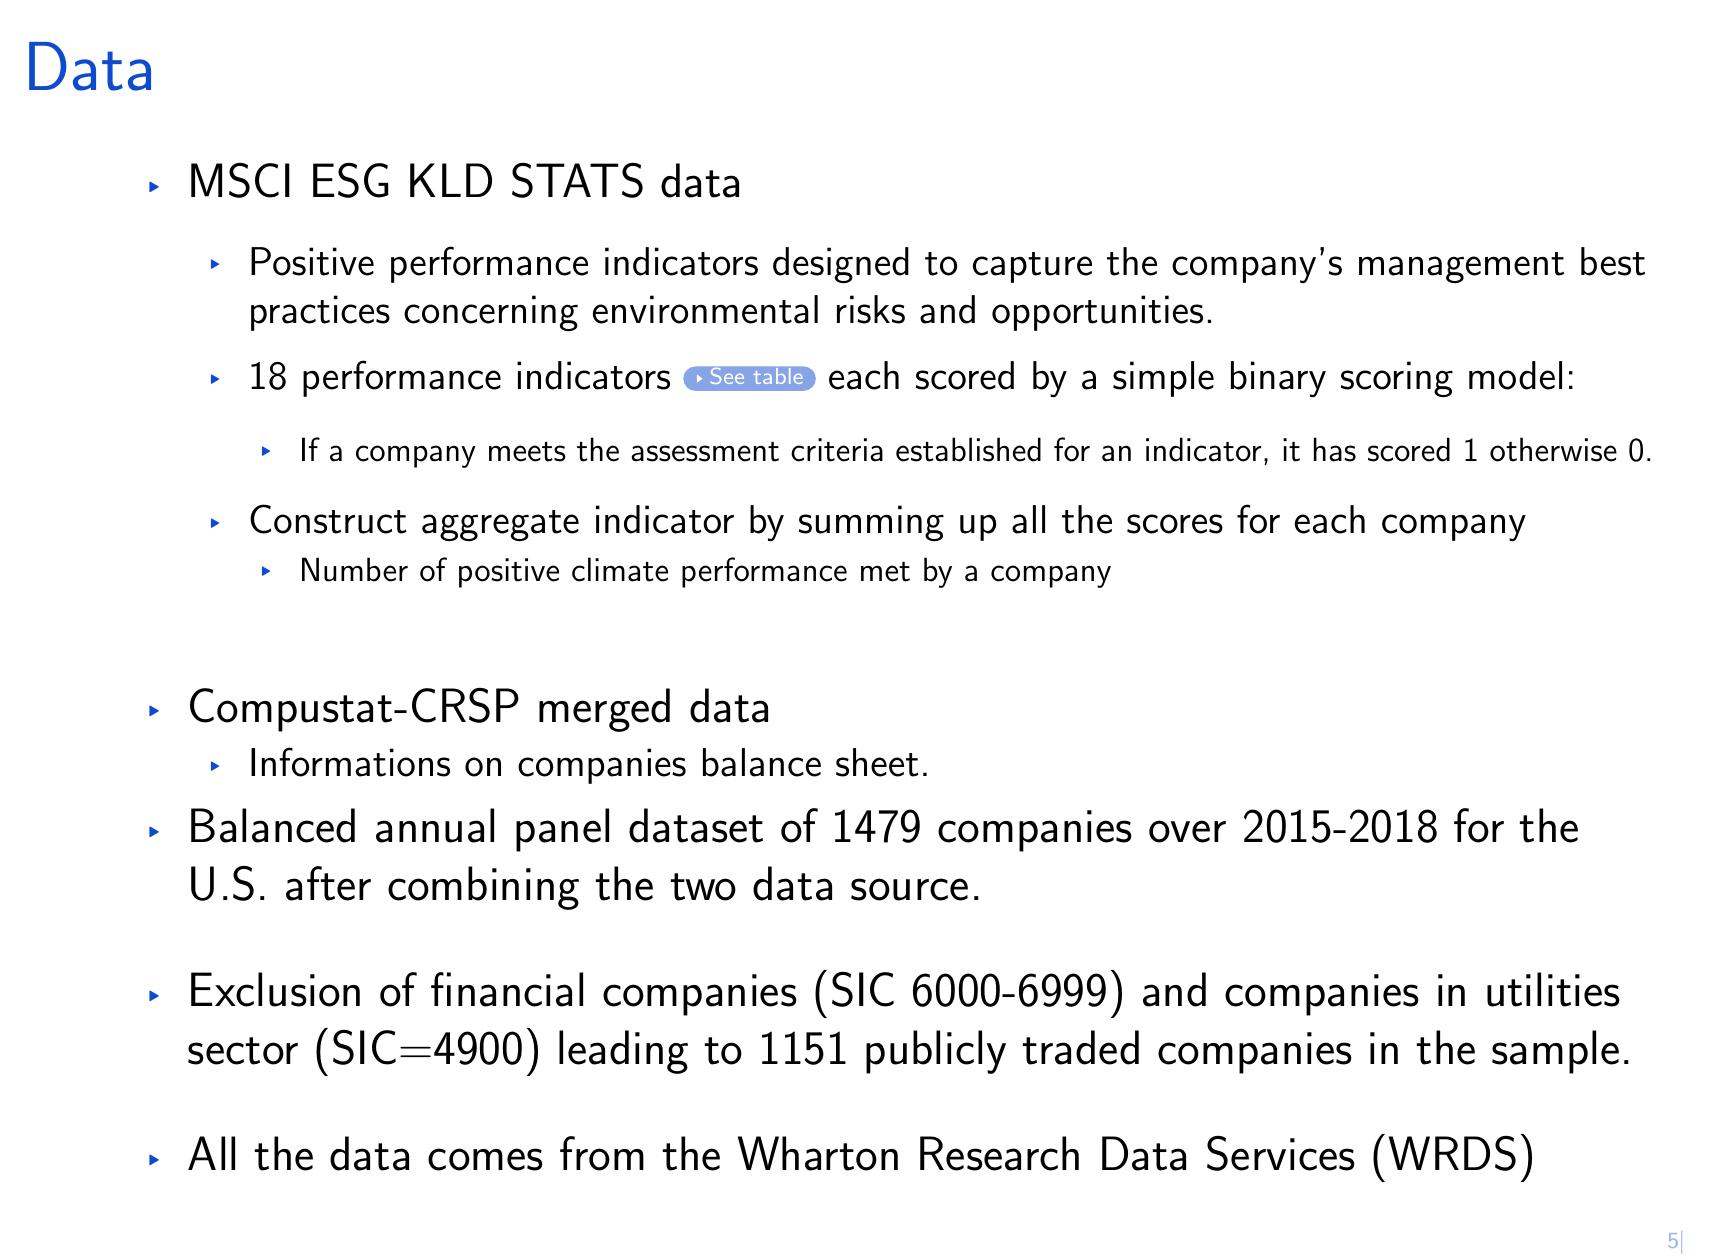 Data
MSCI ESG KLD STATS data
Positive performance indicators designed to capture the company's management best
practices concerning environmental risks and opportunities.
18 performance indicators See table each scored by a simple binary scoring model:
If a company meets the assessment criteria established for an indicator, it has scored 1 otherwise 0.
Construct aggregate indicator by summing up all the scores for each company
Number of positive climate performance met by a company
Compustat-CRSP merged data
Informations on companies balance sheet.
Balanced annual panel dataset of 1479 companies over 2015-2018 for the
U.S. after combining the two data source.
Exclusion of financial companies (SIC 6000-6999) and companies in utilities
sector (SIC=4900) leading to 1151 publicly traded companies in the sample.
All the data comes from the Wharton Research Data Services (WRDS)
5|